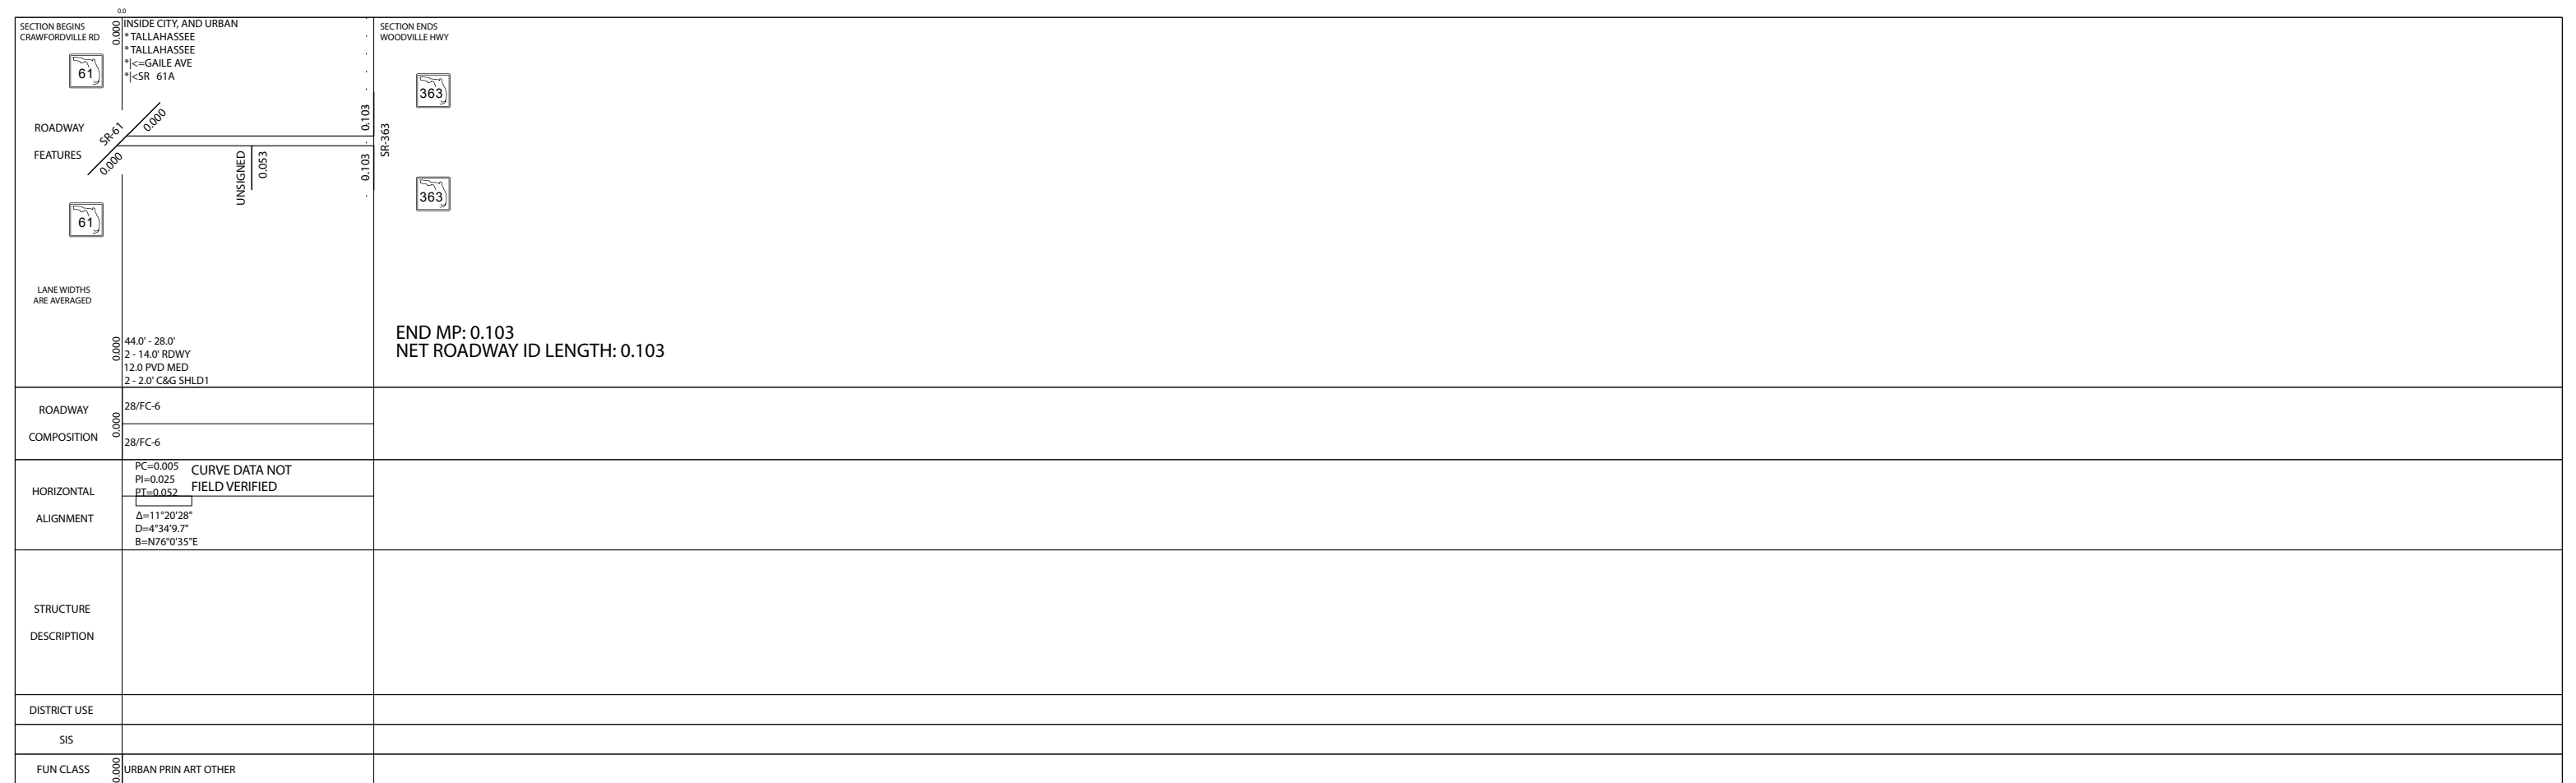 0.0
SECTION BEGINS
CRAWFORDVILLE RD
0.000
INSIDE CITY, AND URBAN
* TALLAHASSEE
* TALLAHASSEE
*|<=GAILE AVE
*|<SR 61A
SECTION ENDS
WOODVILLE HWY
61
363
ROADWAY
FEATURES
SR-61
0.000
0.000
0.103
SR-363
0.103
UNSIGNED
0.053
363
61
LANE WIDTHS
ARE AVERAGED
END MP: 0.103
NET ROADWAY ID LENGTH: 0.103
0.000
44.0' - 28.0'
2 - 14.0' RDWY
12.0 PVD MED
2 - 2.0' C&G SHLD1
ROADWAY
COMPOSITION
0.000
28/FC-6
28/FC-6
HORIZONTAL
ALIGNMENT
PC=0.005
PI=0.025
PT=0.052
CURVE DATA NOT
FIELD VERIFIED
Δ=11°20'28"
D=4°34'9.7"
B=N76°0'35"E
STRUCTURE
DESCRIPTION
DISTRICT USE
SIS
FUN CLASS
0.000
URBAN PRIN ART OTHER